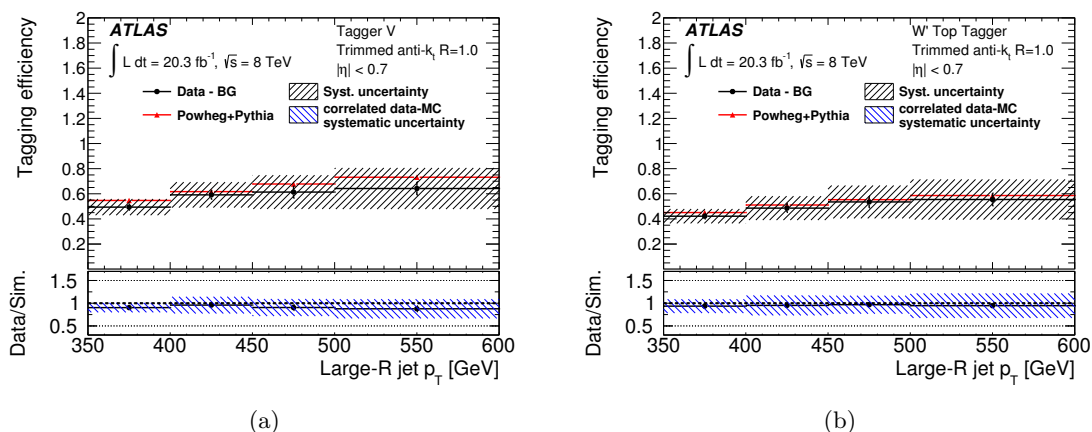 ATLAS
∫ L dt = 20.3 fb⁻¹, √s = 8 TeV
Tagger V
Trimmed anti-kₜ R=1.0
|η| < 0.7
Data - BG
Powheg+Pythia
Syst. uncertainty
correlated data-MC
systematic uncertainty
Tagging efficiency
2
1.8
1.6
1.4
1.2
1
0.8
0.6
0.4
0.2
Data/Sim.
1.5
1
0.5
350 400 450 500 550 600
Large-R jet p_T [GeV]
(a)
ATLAS
∫ L dt = 20.3 fb⁻¹, √s = 8 TeV
W' Top Tagger
Trimmed anti-kₜ R=1.0
|η| < 0.7
Data - BG
Powheg+Pythia
Syst. uncertainty
correlated data-MC
systematic uncertainty
Tagging efficiency
2
1.8
1.6
1.4
1.2
1
0.8
0.6
0.4
0.2
Data/Sim.
1.5
1
0.5
350 400 450 500 550 600
Large-R jet p_T [GeV]
(b)